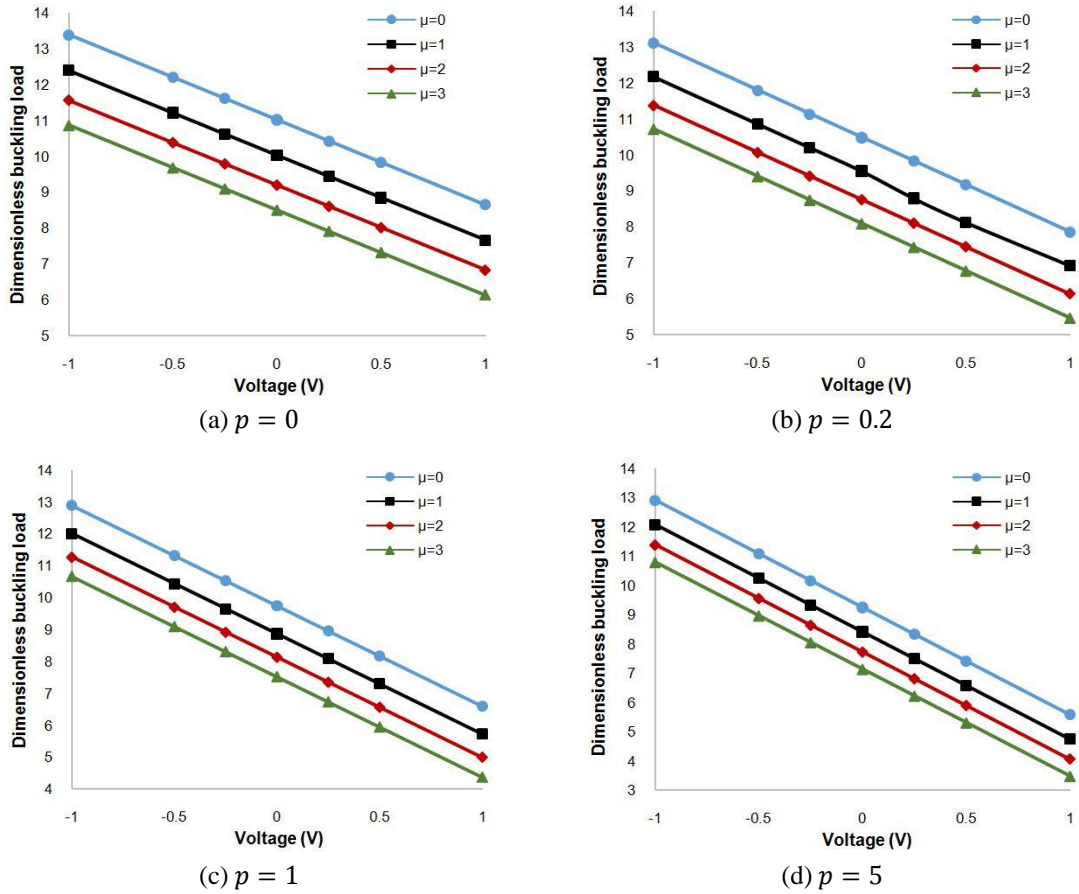 14
13
12
11
10
9
8
7
6
5
Dimensionless buckling load
μ=0
μ=1
μ=2
μ=3
-1 -0.5 0 0.5 1
Voltage (V)
(a) p = 0
14
13
12
11
10
9
8
7
6
5
Dimensionless buckling load
μ=0
μ=1
μ=2
μ=3
-1 -0.5 0 0.5 1
Voltage (V)
(b) p = 0.2
14
13
12
11
10
9
8
7
6
5
4
Dimensionless buckling load
μ=0
μ=1
μ=2
μ=3
-1 -0.5 0 0.5 1
Voltage (V)
(c) p = 1
14
13
12
11
10
9
8
7
6
5
4
3
Dimensionless buckling load
μ=0
μ=1
μ=2
μ=3
-1 -0.5 0 0.5 1
Voltage (V)
(d) p = 5